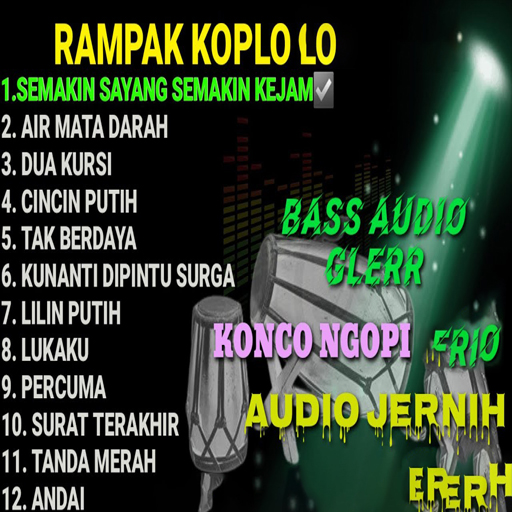 RAMPAK KOPLO LO
1.SEMAKIN SAYANG SEMAKIN KEJAM
2. AIR MATA DARAH
3. DUA KURSI
4. CINCIN PUTIH
5. TAK BERDAYA
6. KUNANTI DIPINTU SURGA
7. LILIN PUTIH
8. LUKAKU
9. PERCUMA
10. SURAT TERAKHIR
11. TANDA MERAH
12. ANDAI
BASS AUDIO
GLERR
KONCO NGOPI
ERIO
AUDIO JERNIH
EPERH